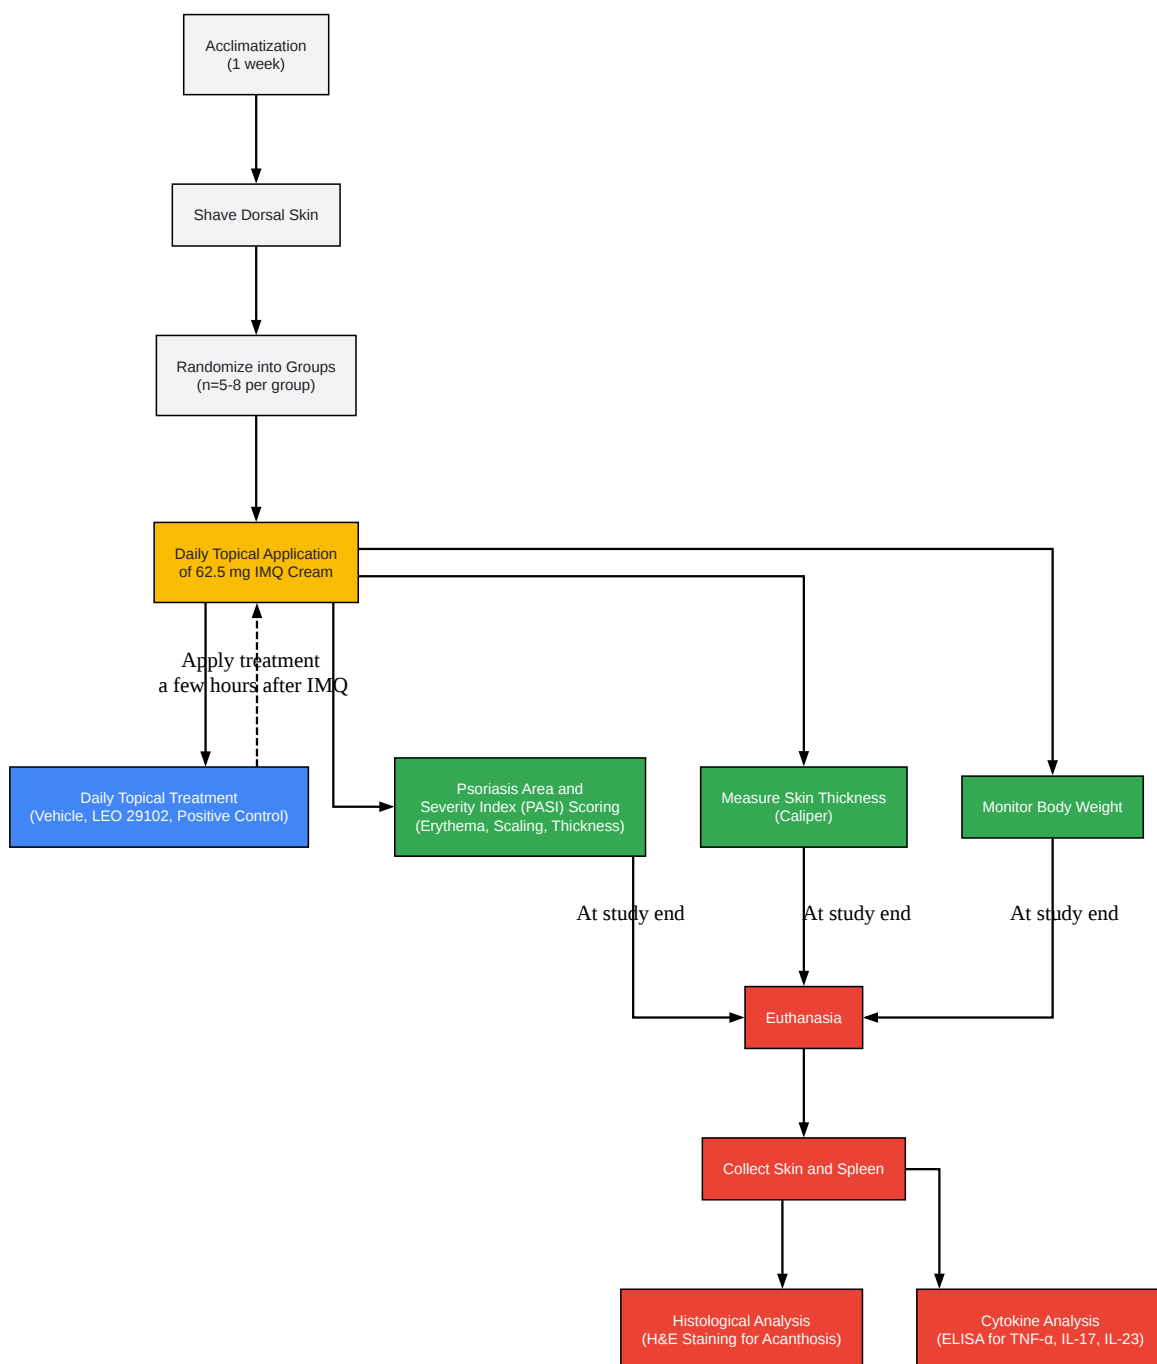 Acclimatization
(1 week)
Shave Dorsal Skin
Randomize into Groups
(n=5-8 per group)
Daily Topical Application
of 62.5 mg IMQ Cream
Apply treatment
a few hours after IMQ
Daily Topical Treatment
(Vehicle, LEO 29102, Positive Control)
Psoriasis Area and
Severity Index (PASI) Scoring
(Erythema, Scaling, Thickness)
Measure Skin Thickness
(Caliper)
Monitor Body Weight
At study end
At study end
At study end
Euthanasia
Collect Skin and Spleen
Histological Analysis
(H&E Staining for Acanthosis)
Cytokine Analysis
(ELISA for TNF-α, IL-17, IL-23)